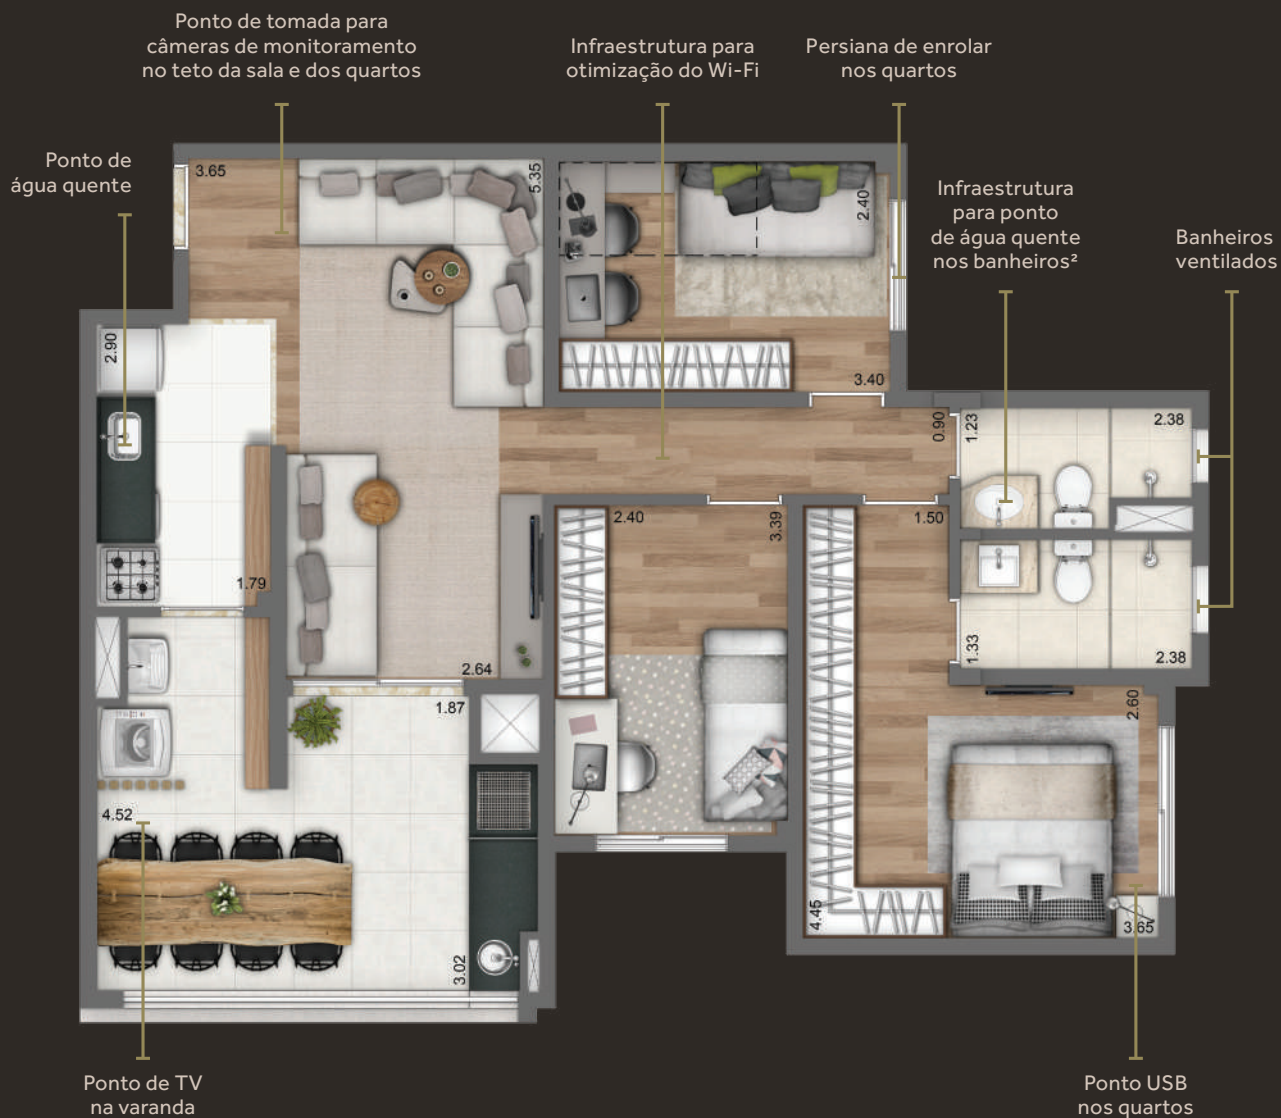 Ponto de tomada para
câmeras de monitoramento
no teto da sala e dos quartos
Infraestrutura para
otimização do Wi-Fi
Persiana de enrolar
nos quartos
Ponto de
água quente
Infraestrutura
para ponto
de água quente
nos banheiros²
Banheiros
ventilados
3.65
5.35
2.40
2.90
3.40
0.90
1.23
2.38
2.40
3.39
1.50
1.79
1.33
2.38
2.64
1.87
2.60
4.52
4.45
3.65
3.02
Ponto de TV
na varanda
Ponto USB
nos quartos